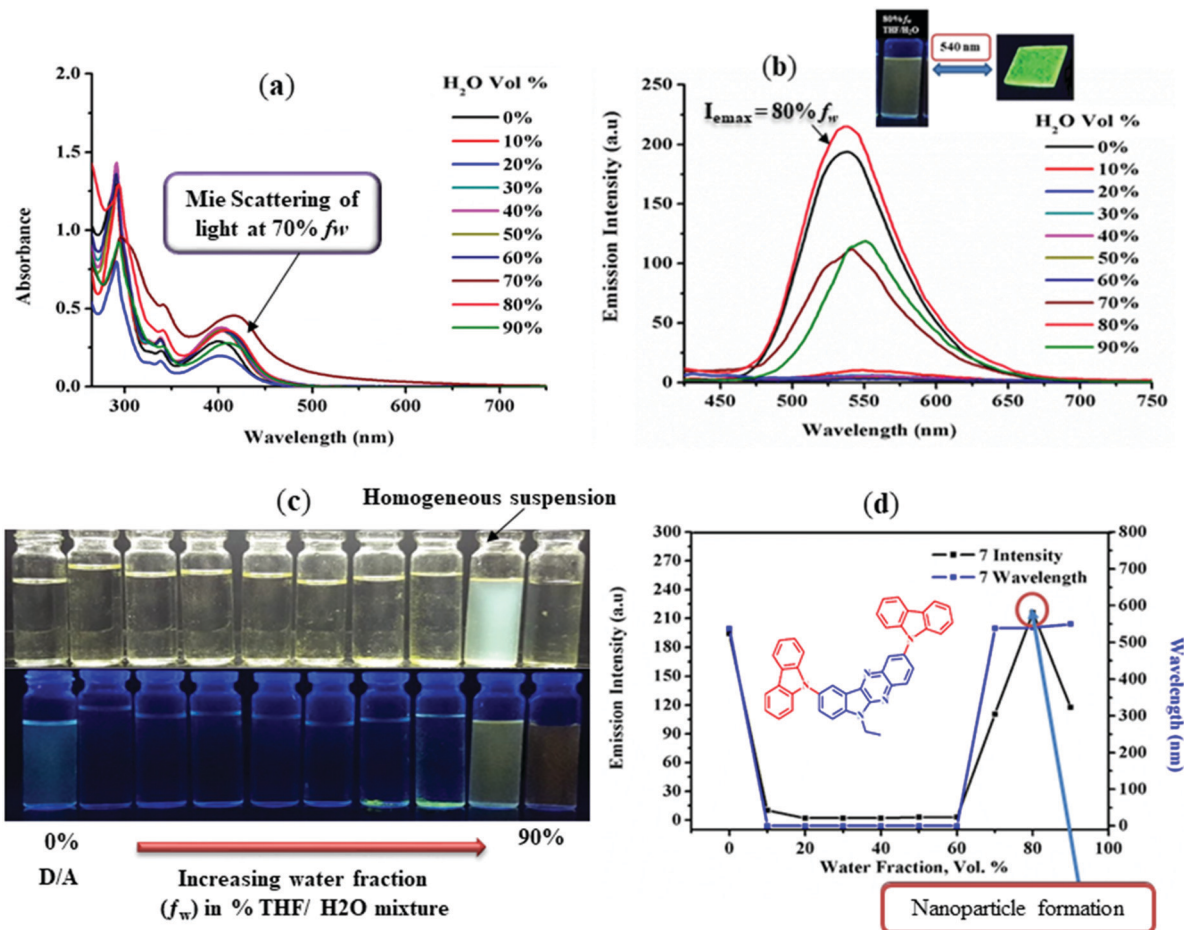 (a)
Absorbance
2.0
1.5
1.0
0.5
0.0
300
400
500
600
700
Wavelength (nm)
H2O Vol %
0%
10%
20%
30%
40%
50%
60%
70%
80%
90%
Mie Scattering of
light at 70% fw
(b)
80% fw
THF/H2O
540 nm
Iemax = 80% fw
Emission Intensity (a.u)
250
200
150
100
50
0
450
500
550
600
650
700
750
Wavelength (nm)
H2O Vol %
0%
10%
20%
30%
40%
50%
60%
70%
80%
90%
(c)
Homogeneous suspension
0%
90%
D/A
Increasing water fraction
(fw) in % THF/ H2O mixture
(d)
Emission Intensity (a.u)
300
270
240
210
180
150
120
90
60
30
0
7 Intensity
7 Wavelength
N
N
N
N
N
800
700
600
500
400
300
200
100
0
Wavelength (nm)
0
20
40
60
80
100
Water Fraction, Vol. %
Nanoparticle formation